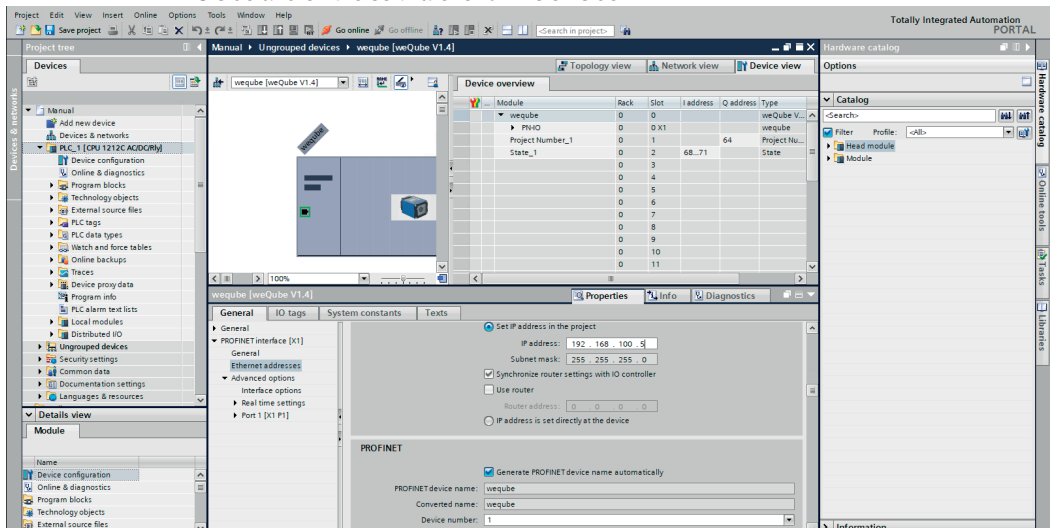 Project Edit View Insert Online Options Tools Window Help
Totally Integrated Automation
PORTAL
Save project Go online Go offline <Search in project>
Project tree
Devices
Manual
Add new device
Devices & networks
PLC_1 [CPU 1212C AC/DC/Rly]
Device configuration
Online & diagnostics
Program blocks
Technology objects
External source files
PLC tags
PLC data types
Watch and force tables
Online backups
Traces
Device proxy data
Program info
PLC alarm text lists
Local modules
Distributed I/O
Ungrouped devices
Security settings
Common data
Documentation settings
Languages & resources
Details view
Module
Name
Device configuration
Online & diagnostics
Program blocks
Technology objects
External source files
Devices & networks
Manual Ungrouped devices weqube [weQube V1.4]
Topology view Network view Device view
weqube [weQube V1.4]
weqube
100%
Device overview
... Module Rack Slot I address Q address Type
weqube 0 0 weQube V...
PN-IO 0 0 X1 weqube
Project Number_1 0 1 64 Project Nu...
State_1 0 2 68...71 State
0 3
0 4
0 5
0 6
0 7
0 8
0 9
0 10
0 11
weqube [weQube V1.4]
Properties Info Diagnostics
General IO tags System constants Texts
General
PROFINET interface [X1]
General
Ethernet addresses
Advanced options
Interface options
Real time settings
Port 1 [X1 P1]
Set IP address in the project
IP address: 192 . 168 . 100 . 5
Subnet mask: 255 . 255 . 255 . 0
Synchronize router settings with IO controller
Use router
Router address: 0 . 0 . 0 . 0
IP address is set directly at the device
PROFINET
Generate PROFINET device name automatically
PROFINET device name: weqube
Converted name: weqube
Device number: 1
Hardware catalog
Options
Catalog
<Search>
Filter Profile: <All>
Head module
Module
Information
Hardware catalog
Online tools
Tasks
Libraries